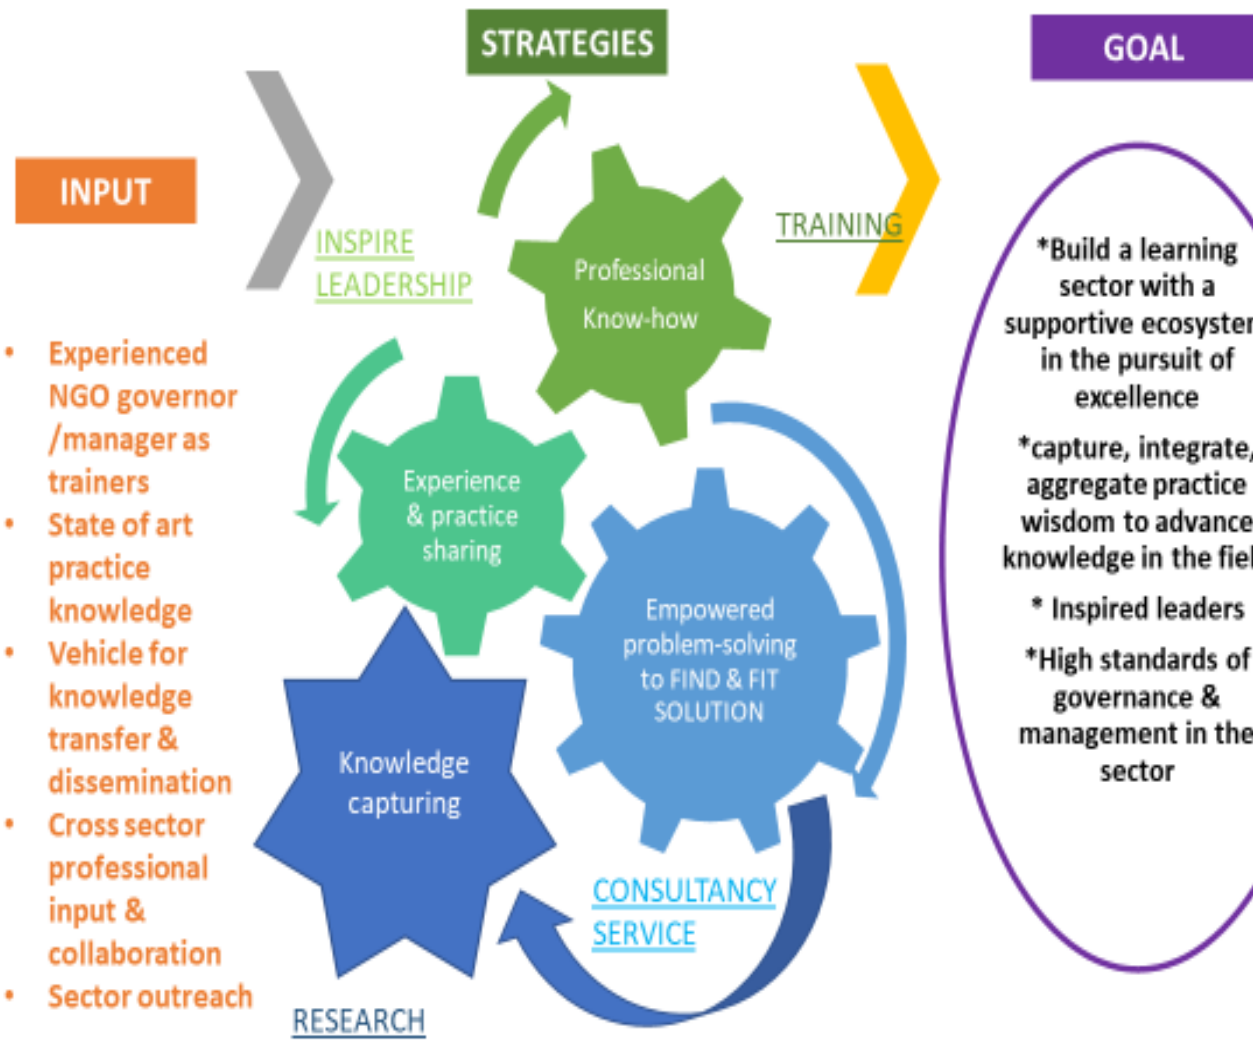 INPUT
• Experienced
NGO governor
/manager as
trainers
• State of art
practice
knowledge
• Vehicle for
knowledge
transfer &
dissemination
• Cross sector
professional
input &
collaboration
• Sector outreach
STRATEGIES
INSPIRE
LEADERSHIP
TRAINING
Professional
Know-how
Experience
& practice
sharing
Empowered
problem-solving
to FIND & FIT
SOLUTION
Knowledge
capturing
CONSULTANCY
SERVICE
RESEARCH
GOAL
*Build a learning
sector with a
supportive
in the pursuit of
excellence
*capture, integrate,
aggregate practice
wisdom to advance
knowledge in the
* Inspired leaders
*High standards of
governance &
management in the
sector